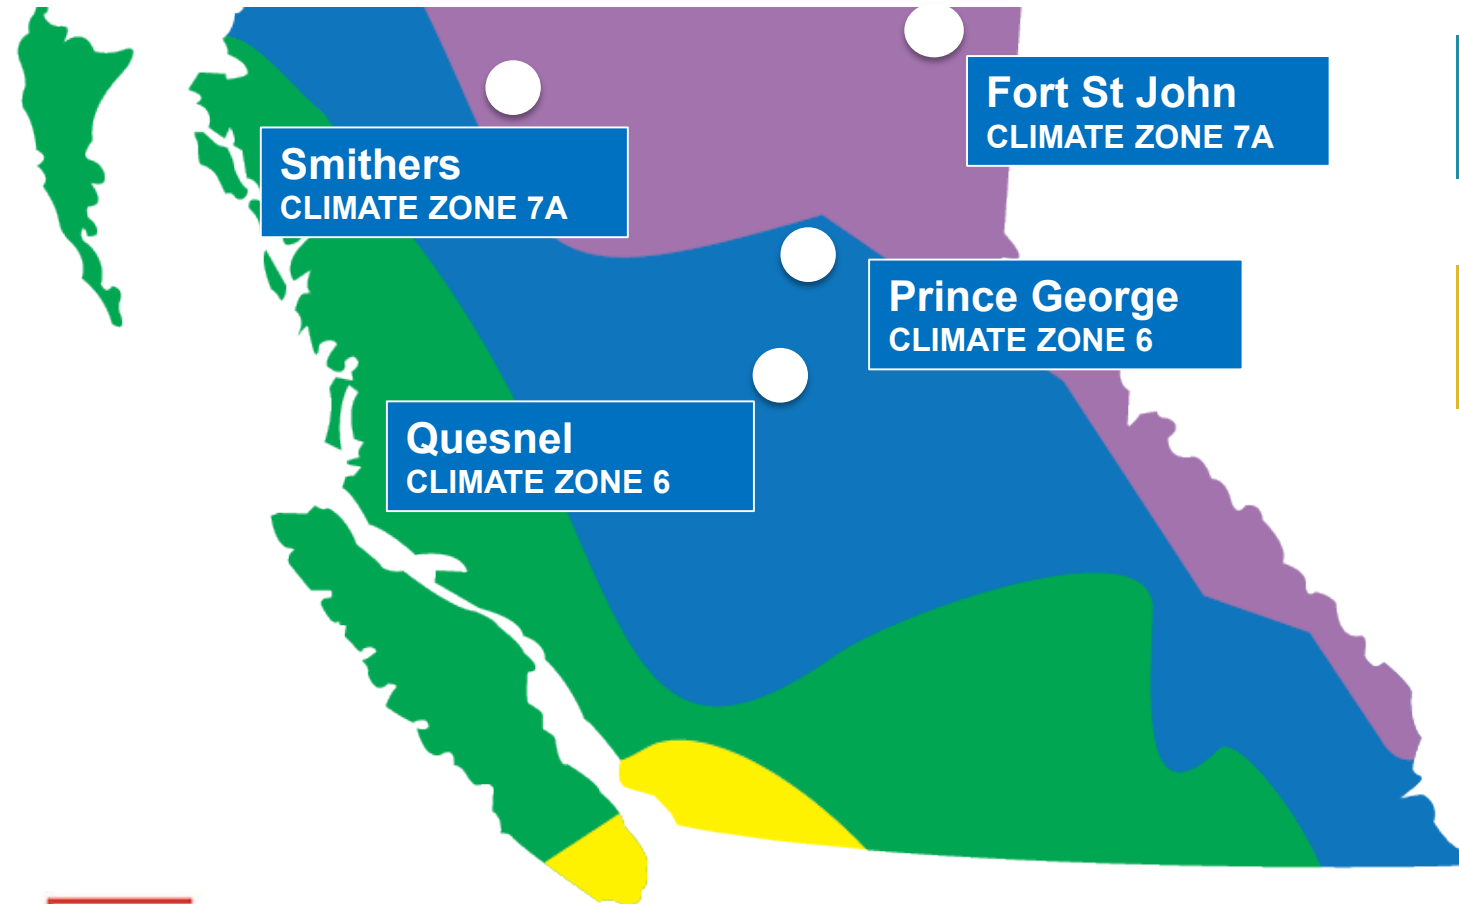 Fort St John
CLIMATE ZONE 7A
Smithers
CLIMATE ZONE 7A
Prince George
CLIMATE ZONE 6
Quesnel
CLIMATE ZONE 6